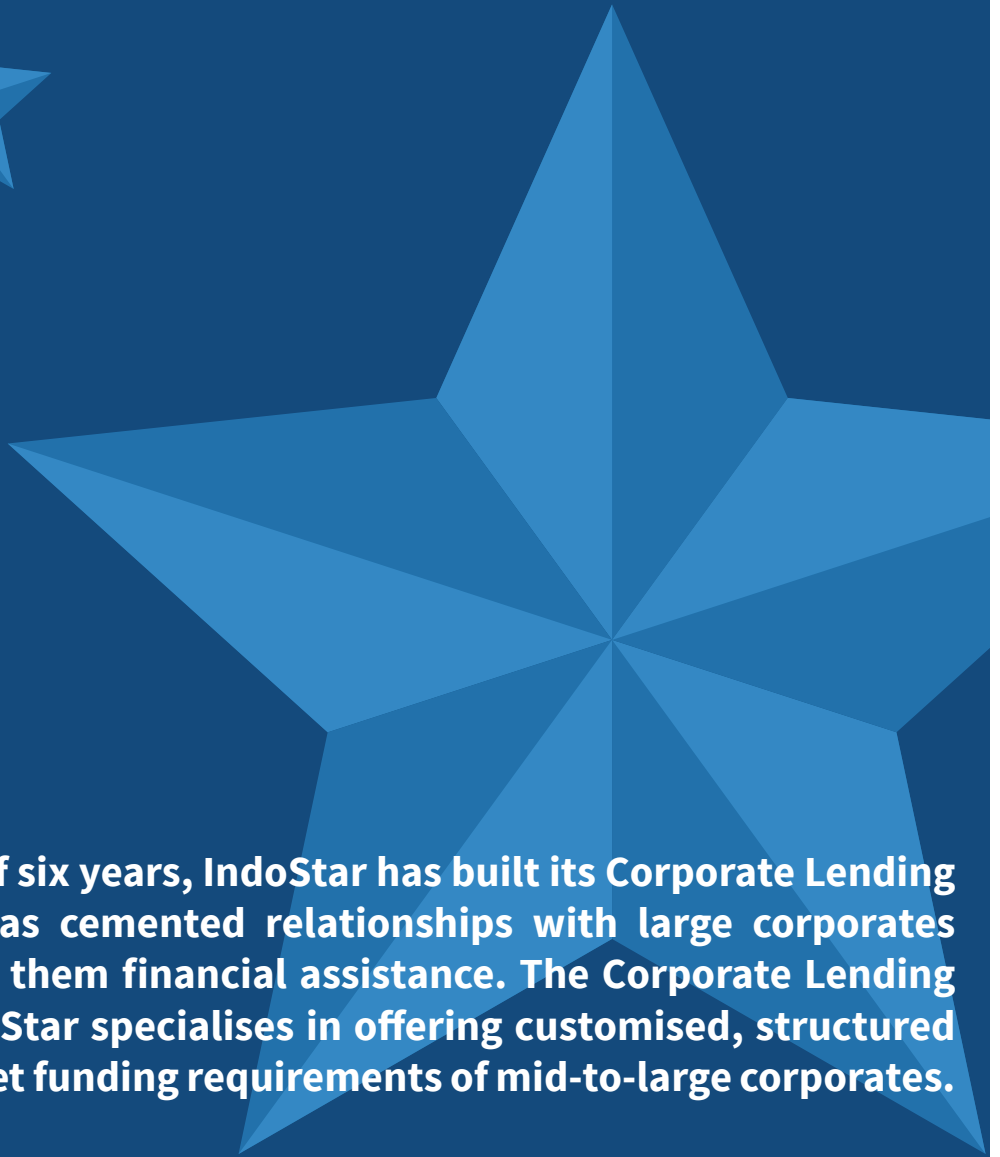 f six years, IndoStar has built its Corporate Lending
as cemented relationships with large corporates
them financial assistance. The Corporate Lending
Star specialises in offering customised, structured
et funding requirements of mid-to-large corporates.